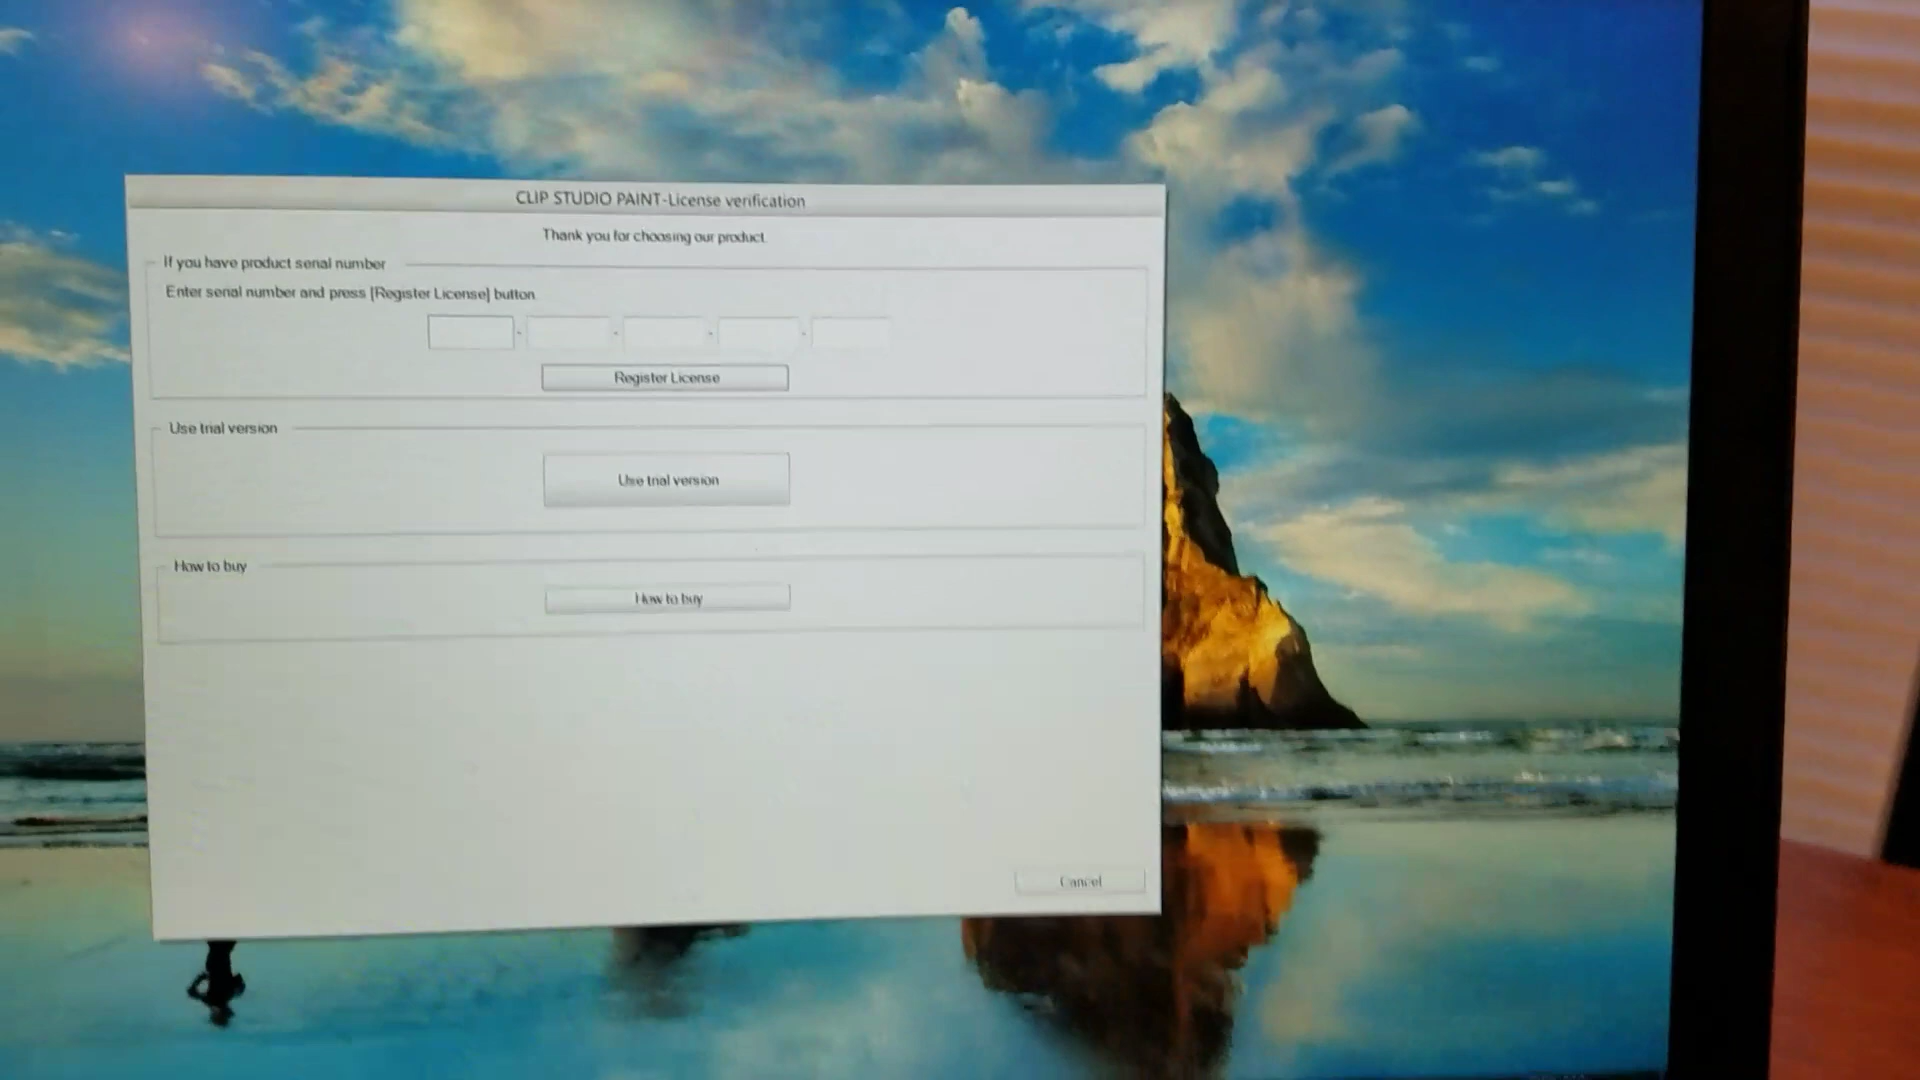 CLIP STUDIO PAINT-License verification
Thank you for choosing our product.
If you have product serial number
Enter serial number and press [Register License] button
- - - -
Register License
Use trial version
Use trial version
How to buy
How to buy
Cancel